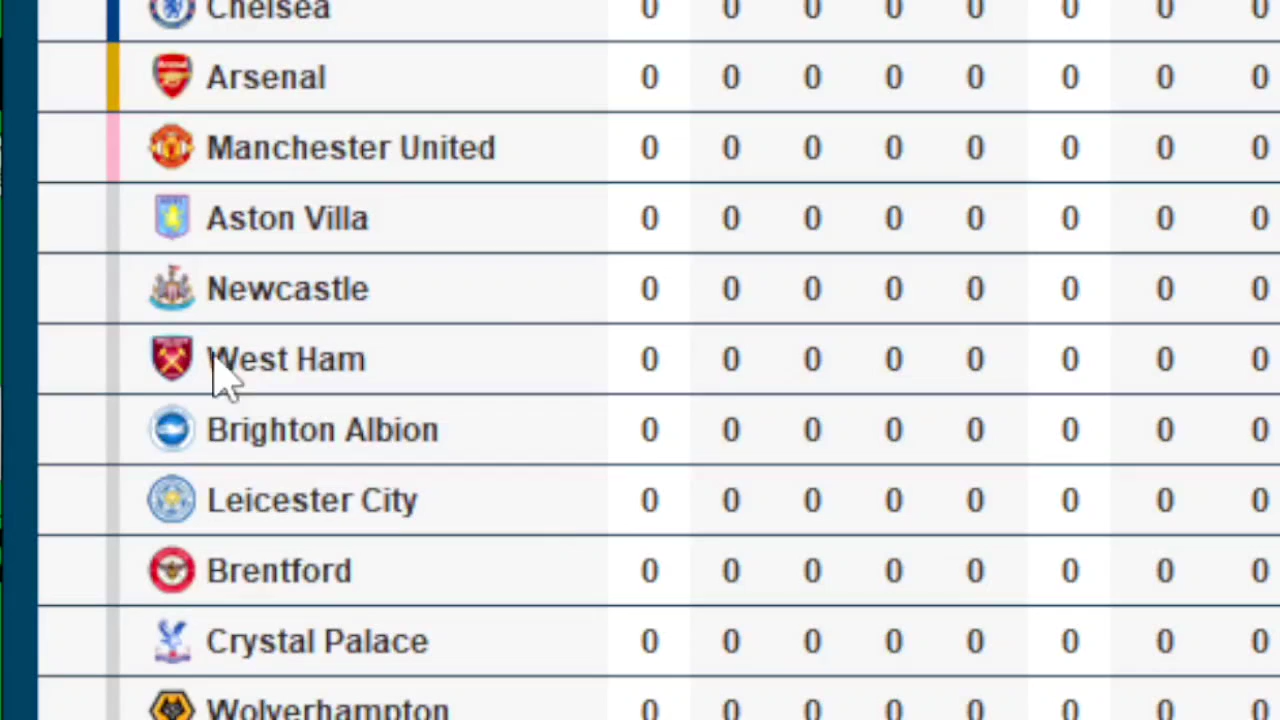 Chelsea 0 0 0 0 0 0 0 0
Arsenal 0 0 0 0 0 0 0 0
Manchester United 0 0 0 0 0 0 0 0
Aston Villa 0 0 0 0 0 0 0 0
Newcastle 0 0 0 0 0 0 0 0
West Ham 0 0 0 0 0 0 0 0
Brighton Albion 0 0 0 0 0 0 0 0
Leicester City 0 0 0 0 0 0 0 0
Brentford 0 0 0 0 0 0 0 0
Crystal Palace 0 0 0 0 0 0 0 0
Wolverhampton 0 0 0 0 0 0 0 0